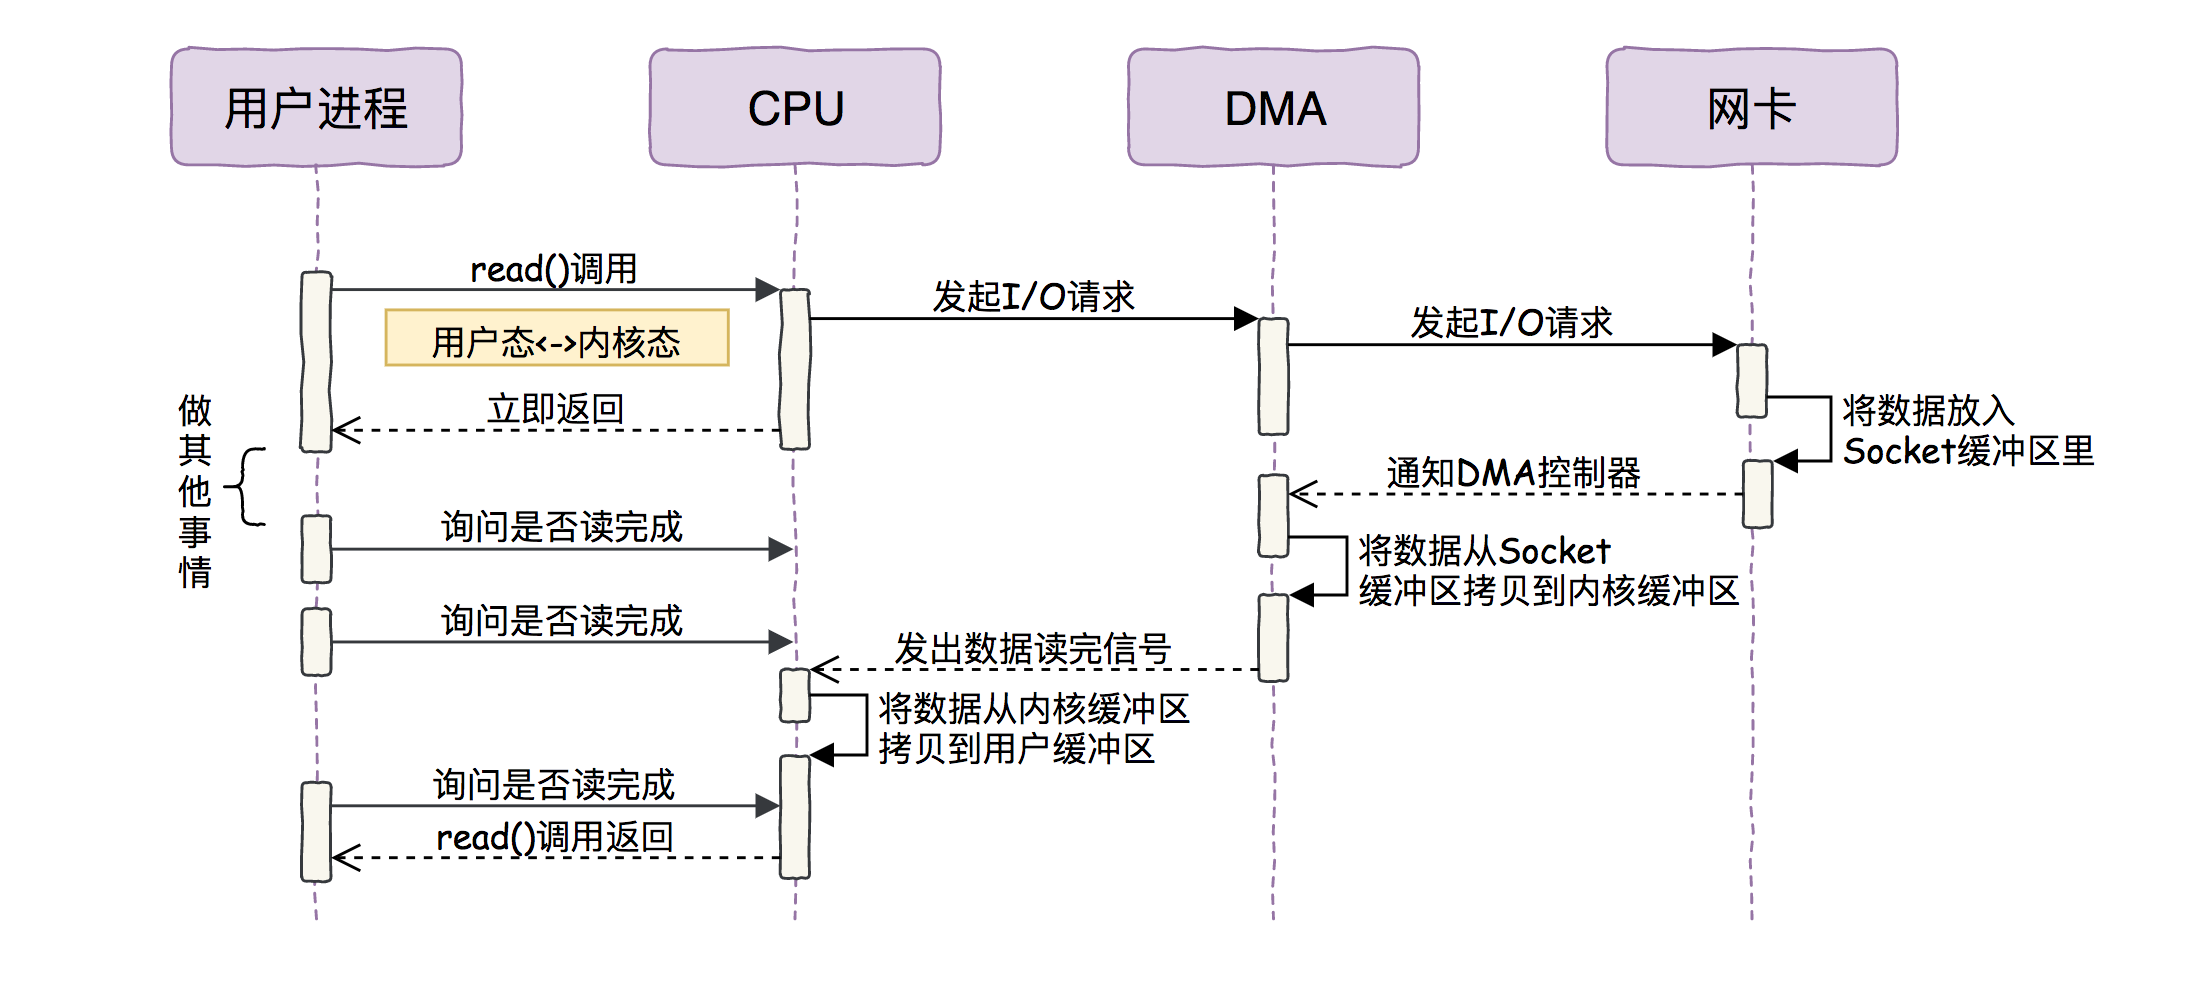 用户进程
CPU
DMA
网卡
read()调用
发起I/O请求
发起I/O请求
用户态<->内核态
立即返回
做其他事情
将数据放入
Socket缓冲区里
通知DMA控制器
询问是否读完成
将数据从Socket
缓冲区拷贝到内核缓冲区
询问是否读完成
发出数据读完信号
将数据从内核缓冲区
拷贝到用户缓冲区
询问是否读完成
read()调用返回